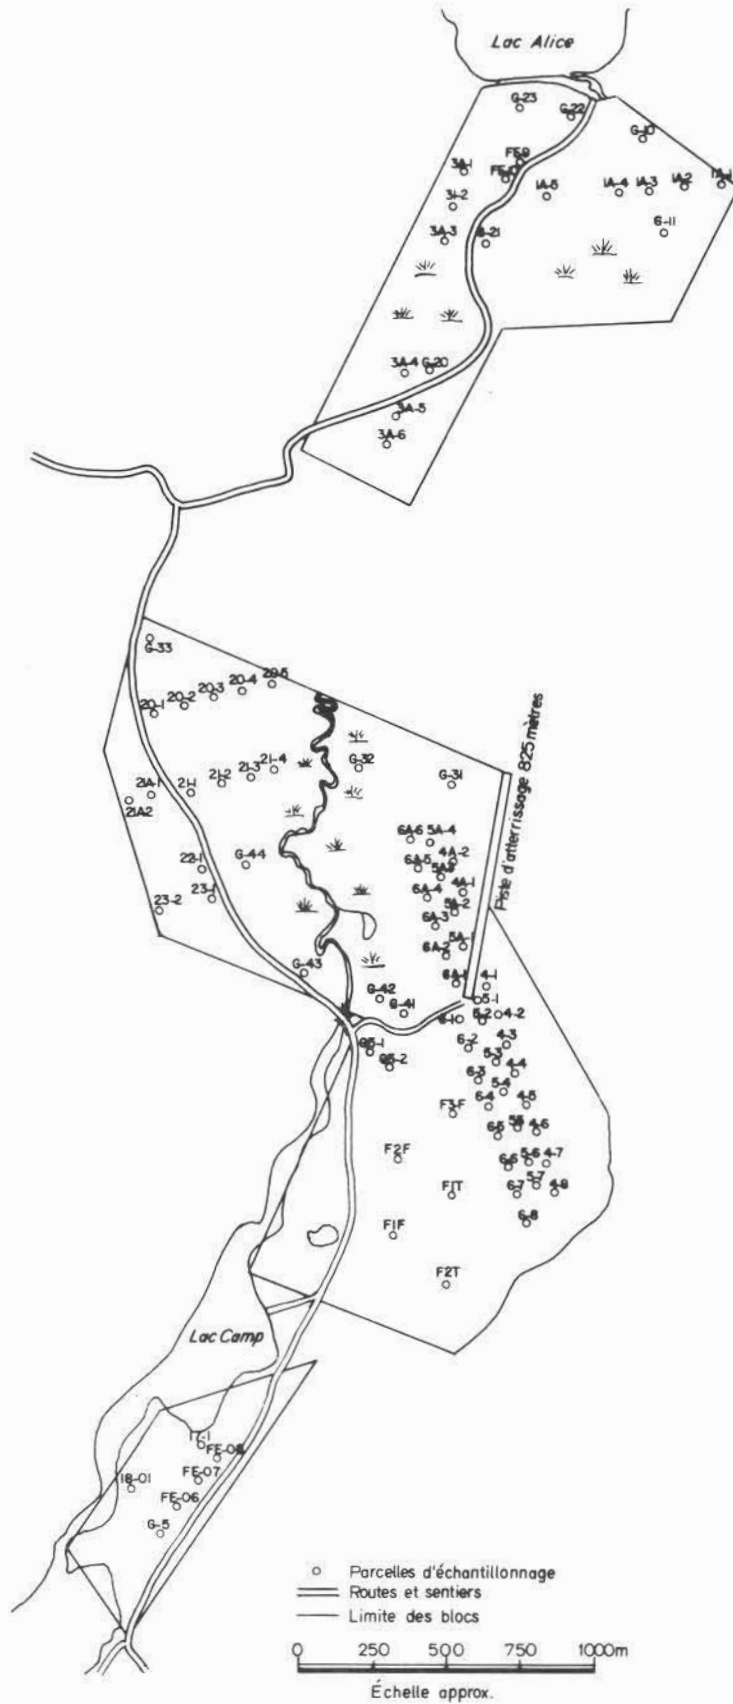 Lac Alice
G-23
G-22
G-10
FE-9
3A-1
FE-10
1A-5
1A-4
1A-3
1A-2
1A-1
31-2
6-11
3A-3
3A-4
G-20
3A-5
3A-6
G-33
20-1
20-2
20-3
20-4
20-5
21-4
21-3
21-2
21-1
21A-1
21A2
G-32
G-31
Piste d'atterrissage 825 mètres
6A-6
5A-4
4A-2
6A-5
22-1
G-44
6A-4
4A-1
23-1
23-2
5A-2
6A-3
5A-1
6A-2
G-43
6A-1
4-1
G-42
5-1
G-41
6-1
5-2
4-2
6-2
4-3
5-3
6-3
4-4
5-4
6-4
4-5
F3-F
6-5
4-6
F2F
6-6
5-6
4-7
F1T
6-7
5-7
6-8
F1F
F2T
Lac Camp
17-1
FE-08
18-01
FE-07
FE-06
G-5
Parcelles d'échantillonnage
Routes et sentiers
Limite des blocs
0 250 500 750 1000m
Échelle approx.